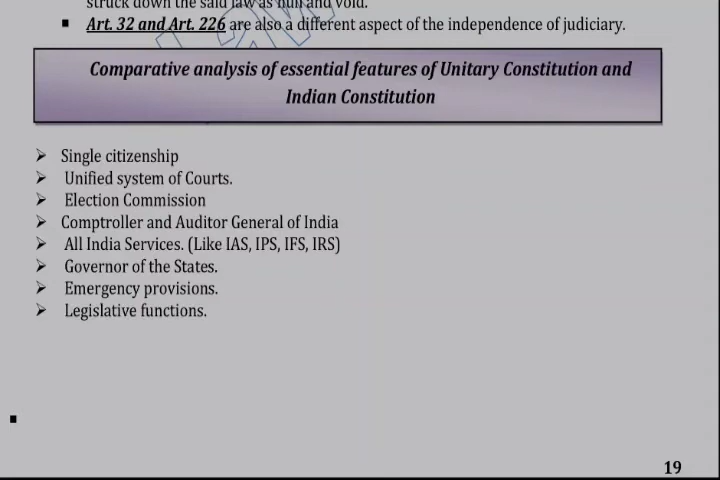 struck down the said law as null and void.
▪ Art. 32 and Art. 226 are also a different aspect of the independence of judiciary.
Comparative analysis of essential features of Unitary Constitution and
Indian Constitution
➢ Single citizenship
➢ Unified system of Courts.
➢ Election Commission
➢ Comptroller and Auditor General of India
➢ All India Services. (Like IAS, IPS, IFS, IRS)
➢ Governor of the States.
➢ Emergency provisions.
➢ Legislative functions.
▪
19